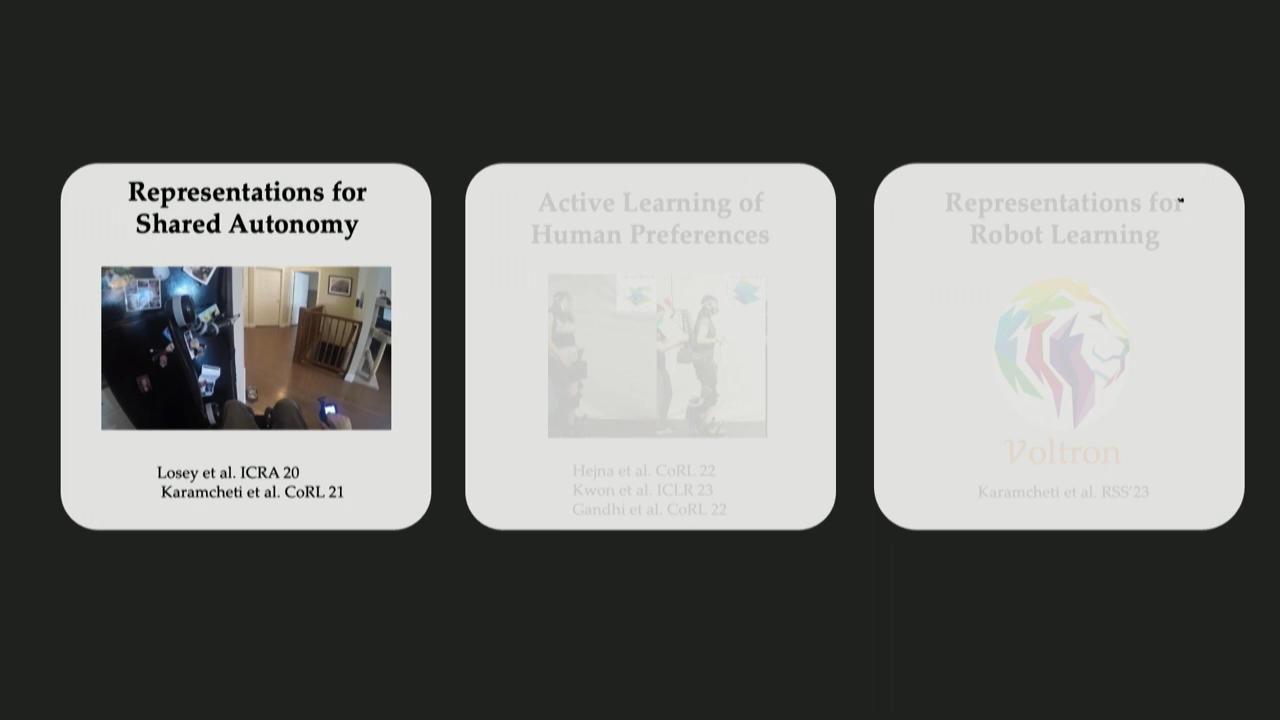 Representations for
Shared Autonomy
Losey et al. ICRA 20
Karamcheti et al. CoRL 21
Active Learning of
Human Preferences
Hejna et al. CoRL 22
Kwon et al. ICLR 23
Gandhi et al. CoRL 22
Representations for
Robot Learning
Voltron
Karamcheti et al. RSS'23